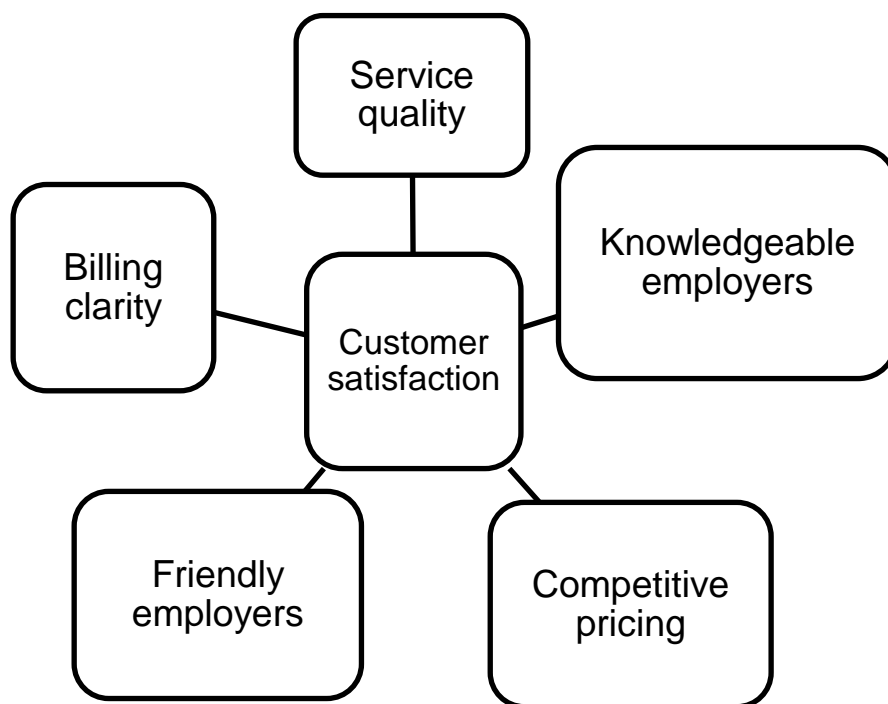 Service
quality
Knowledgeable
employers
Billing
clarity
Customer
satisfaction
Friendly
employers
Competitive
pricing